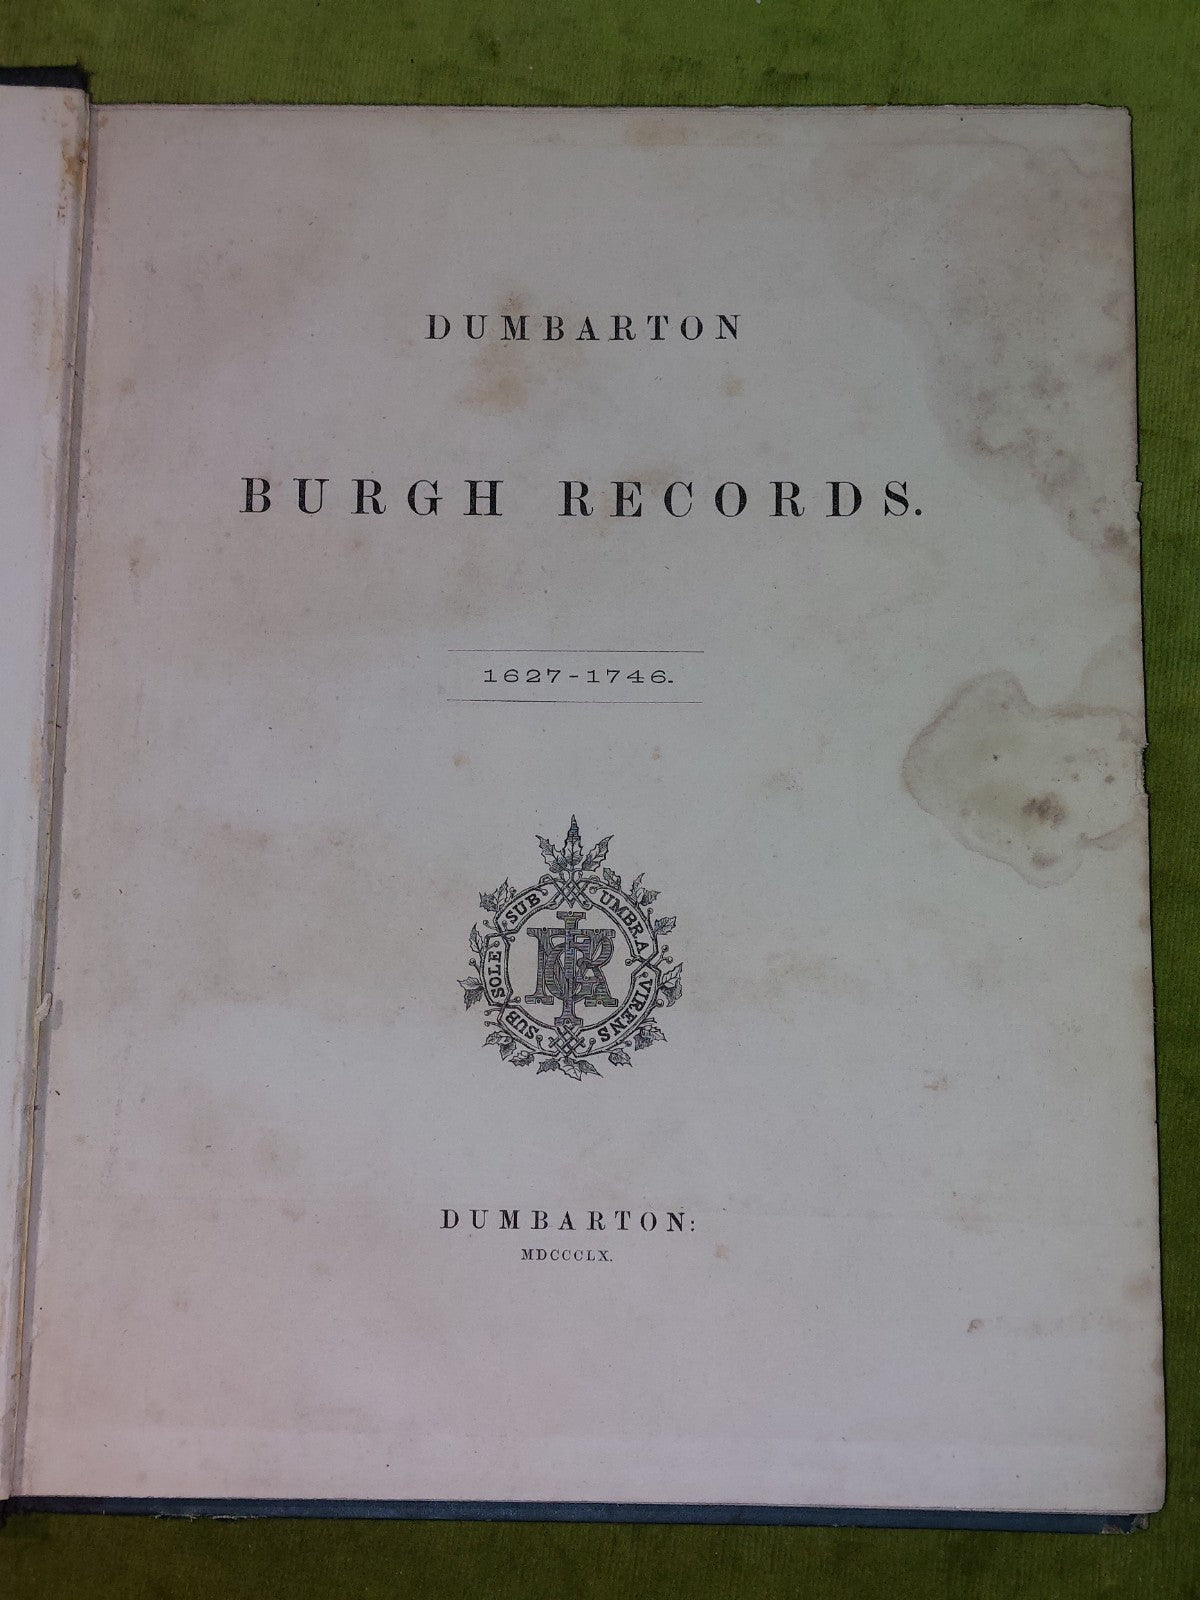 DUMBARTON
BURGH RECORDS.
1627-1746.
SUB SOLE SUB UMBRA VIRENS
DUMBARTON:
MDCCCLX.